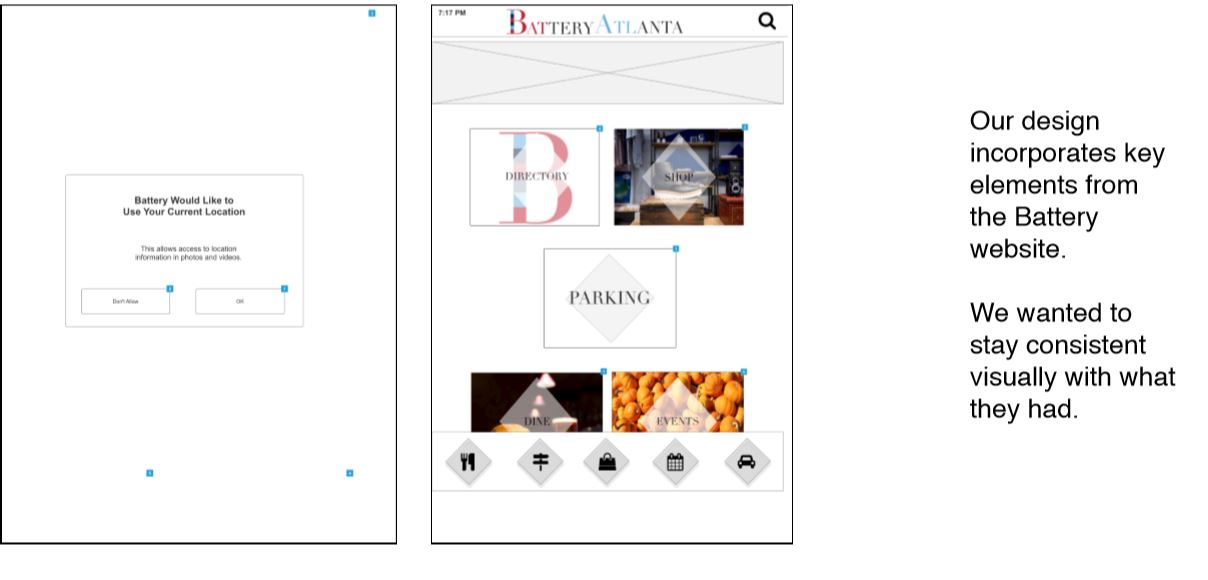 Battery Would Like to
Use Your Current Location
This allows access to location
information in photos and videos.
Don't Allow
OK
7:17 PM
BATTERY ATLANTA
DIRECTORY
SHOP
PARKING
DINE
EVENTS
Our design
incorporates key
elements from
the Battery
website.
We wanted to
stay consistent
visually with what
they had.